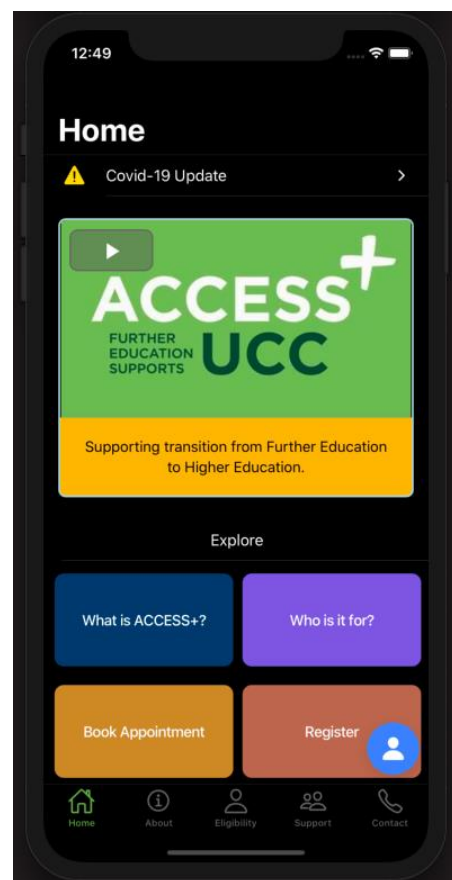 12:49
Home
Covid-19 Update
ACCESS+
FURTHER
EDUCATION
SUPPORTS
UCC
Supporting transition from Further Education
to Higher Education.
Explore
What is ACCESS+?
Who is it for?
Book Appointment
Register
Home
About
Eligibility
Support
Contact